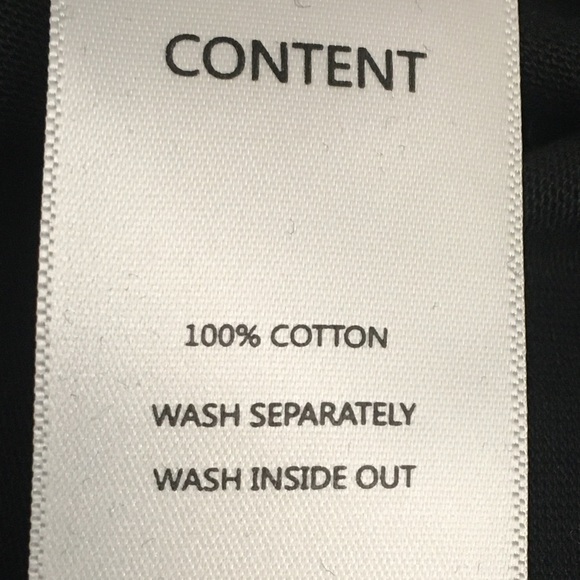 CONTENT
100% COTTON
WASH SEPARATELY
WASH INSIDE OUT